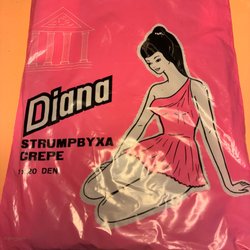 Diana
STRUMPBYXA
CREPE
20 DEN